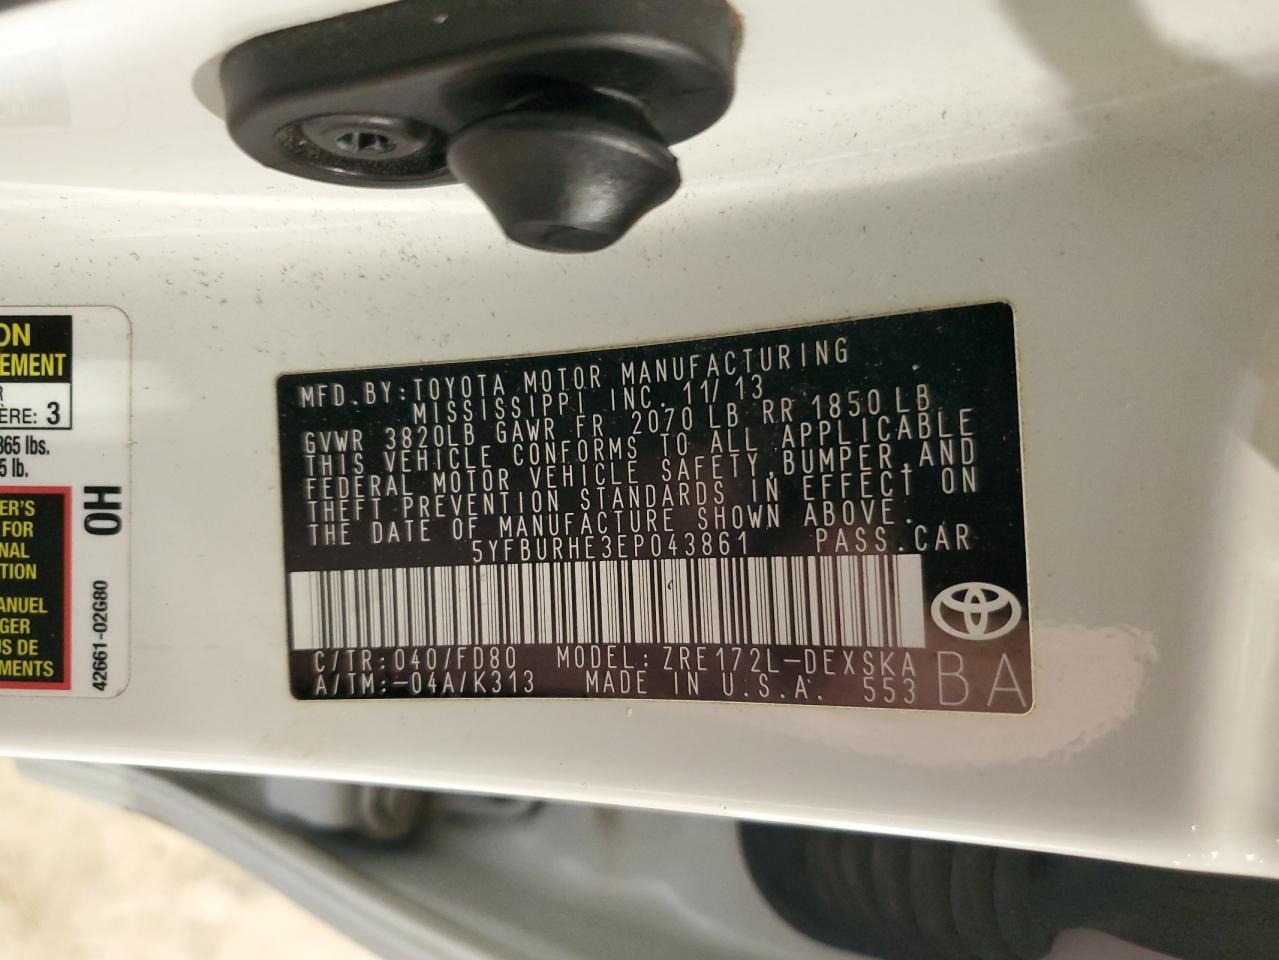 ON
EMENT
ÈRE: 3
365 lbs.
5 lb.
ER'S
FOR
NAL
TION
ANUEL
GER
US DE
MENTS
OH
42661-02G80
MFD.BY:TOYOTA MOTOR MANUFACTURING
MISSISSIPPI INC. 11/13
GVWR 3820LB GAWR FR 2070 LB RR 1850 LB
THIS VEHICLE CONFORMS TO ALL APPLICABLE
FEDERAL MOTOR VEHICLE SAFETY,BUMPER,AND
THEFT PREVENTION STANDARDS IN EFFECT ON
THE DATE OF MANUFACTURE SHOWN ABOVE.
5YFBURHE3EP043861 PASS.CAR
C/TR:040/FD80 MODEL:ZRE172L-DEXSKA
A/TM:-04A/K313 MADE IN U.S.A. 553
BA